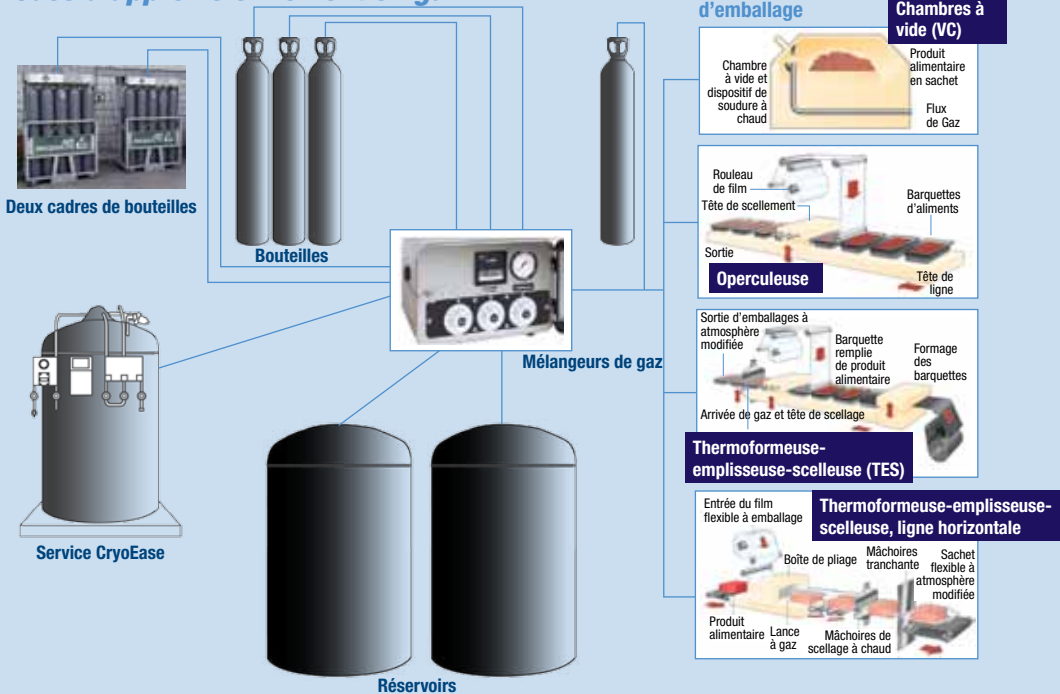 d'emballage
Chambres à
vide (VC)
Chambre
à vide et
dispositif de
soudure à
chaud
Produit
alimentaire
en sachet
Flux
de Gaz
Deux cadres de bouteilles
Bouteilles
Rouleau
de film
Tête de scellement
Barquettes
d'aliments
Sortie
Operculeuse
Tête de
ligne
Mélangeurs de gaz
Sortie d'emballages à
atmosphère
modifiée
Barquette
remplie
de produit
alimentaire
Formage
des
barquettes
Arrivée de gaz et tête de scellage
Thermoformeuse-
emplisseuse-scelleuse (TES)
Service CryoEase
Réservoirs
Entrée du film
flexible à emballage
Thermoformeuse-emplisseuse-
scelleuse, ligne horizontale
Boîte de pliage
Mâchoires
tranchante
Sachet
flexible à
atmosphère
modifiée
Produit
alimentaire
Lance
à gaz
Mâchoires de
scellage à chaud